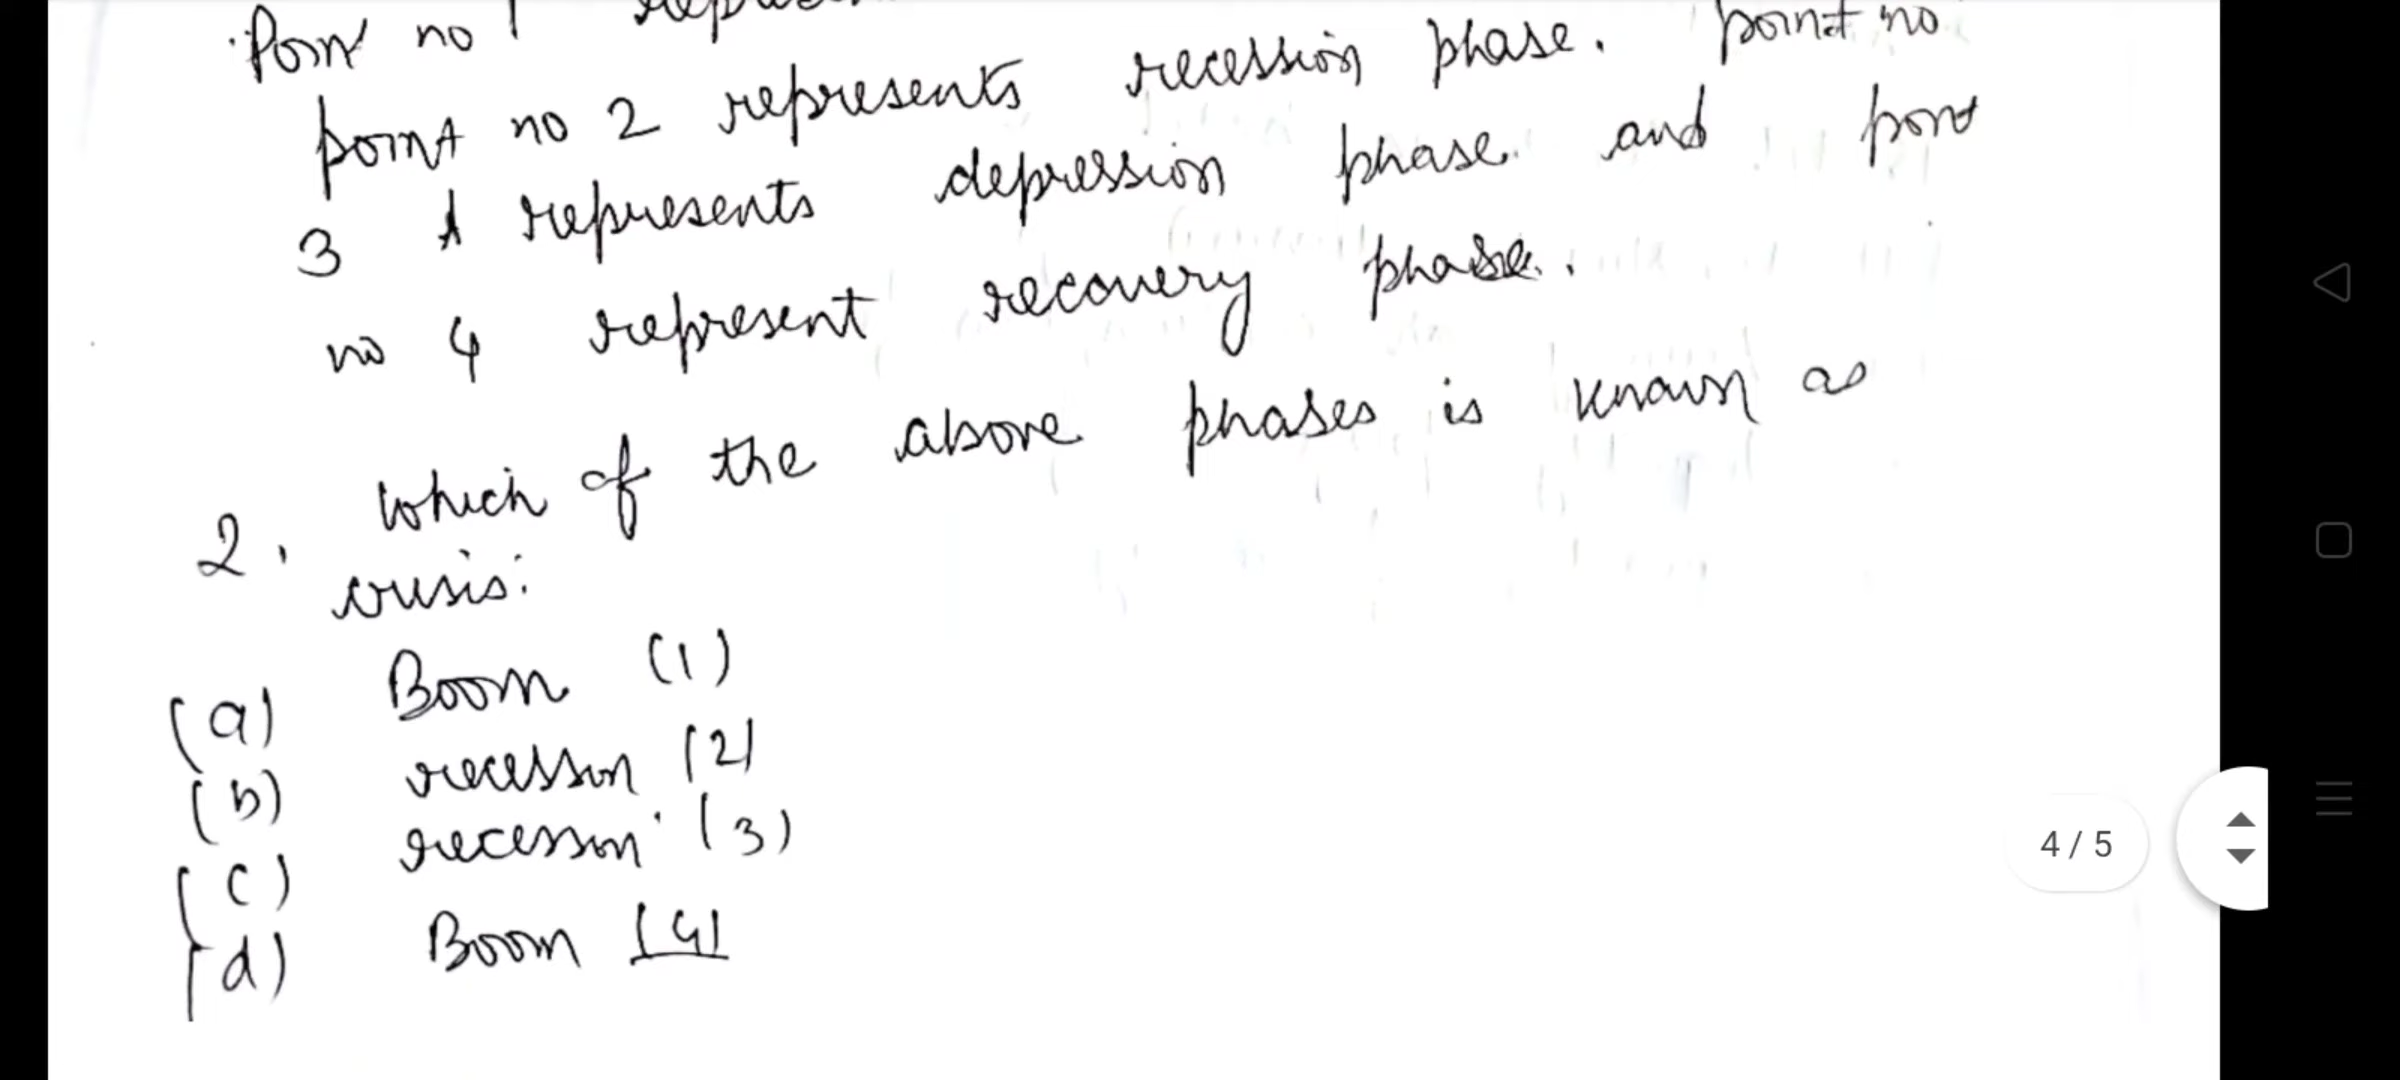 Point no 1
point no 2 represents recession phase. point no
3 represents depression phase and point
no 4 represent recovery phase.
2. Which of the above phases is known as
crisis:
(a) Boom (1)
(b) recession (2)
(c) recession (3)
(d) Boom (4)
4 / 5